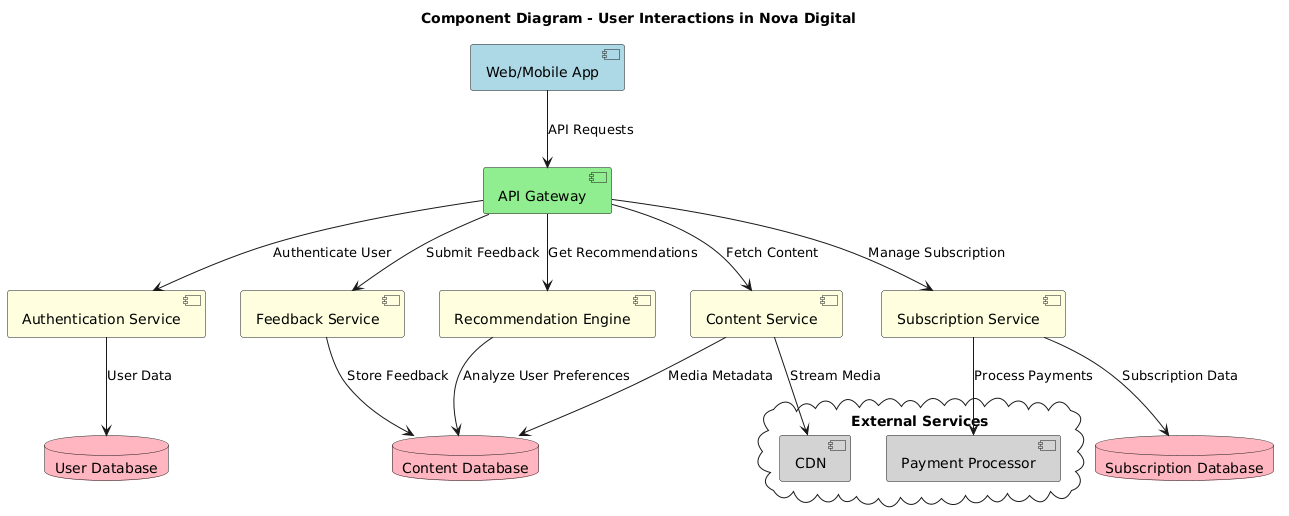 Component Diagram - User Interactions in Nova Digital
Web/Mobile App
API Requests
API Gateway
Authenticate User
Submit Feedback
Get Recommendations
Fetch Content
Manage Subscription
Authentication Service
Feedback Service
Recommendation Engine
Content Service
Subscription Service
User Data
Store Feedback
Analyze User Preferences
Media Metadata
Stream Media
Process Payments
Subscription Data
External Services
User Database
Content Database
CDN
Payment Processor
Subscription Database